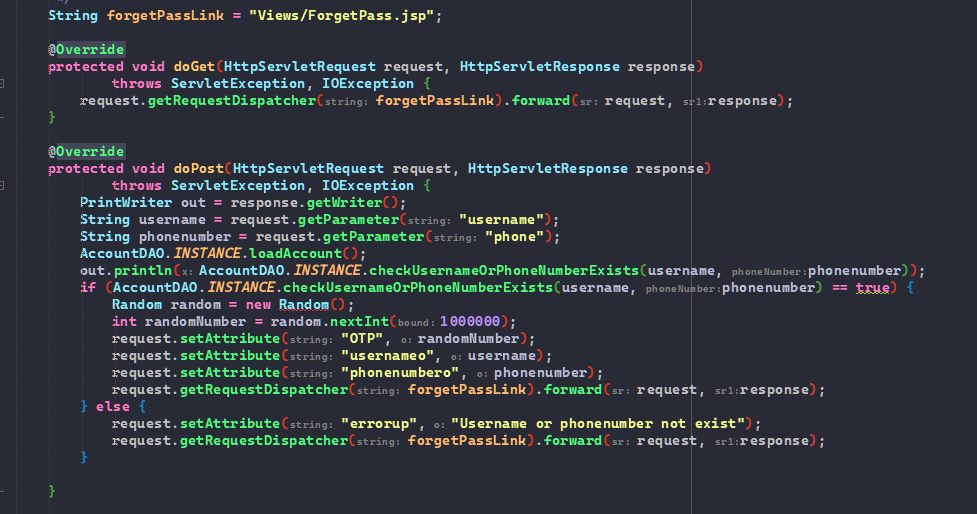 String forgetPassLink = "Views/ForgetPass.jsp";
@Override
protected void doGet(HttpServletRequest request, HttpServletResponse response)
throws ServletException, IOException {
request.getRequestDispatcher(string: forgetPassLink).forward(sr: request, sr1:response);
}
@Override
protected void doPost(HttpServletRequest request, HttpServletResponse response)
throws ServletException, IOException {
PrintWriter out = response.getWriter();
String username = request.getParameter(string: "username");
String phonenumber = request.getParameter(string: "phone");
AccountDAO.INSTANCE.loadAccount();
out.println(x: AccountDAO.INSTANCE.checkUsernameOrPhoneNumberExists(username, phoneNumber:phonenumber));
if (AccountDAO.INSTANCE.checkUsernameOrPhoneNumberExists(username, phoneNumber:phonenumber) == true) {
Random random = new Random();
int randomNumber = random.nextInt(bound: 1000000);
request.setAttribute(string: "OTP", o: randomNumber);
request.setAttribute(string: "usernameo", o: username);
request.setAttribute(string: "phonenumbero", o: phonenumber);
request.getRequestDispatcher(string: forgetPassLink).forward(sr: request, sr1:response);
} else {
request.setAttribute(string: "errorup", o: "Username or phonenumber not exist");
request.getRequestDispatcher(string: forgetPassLink).forward(sr: request, sr1:response);
}
}